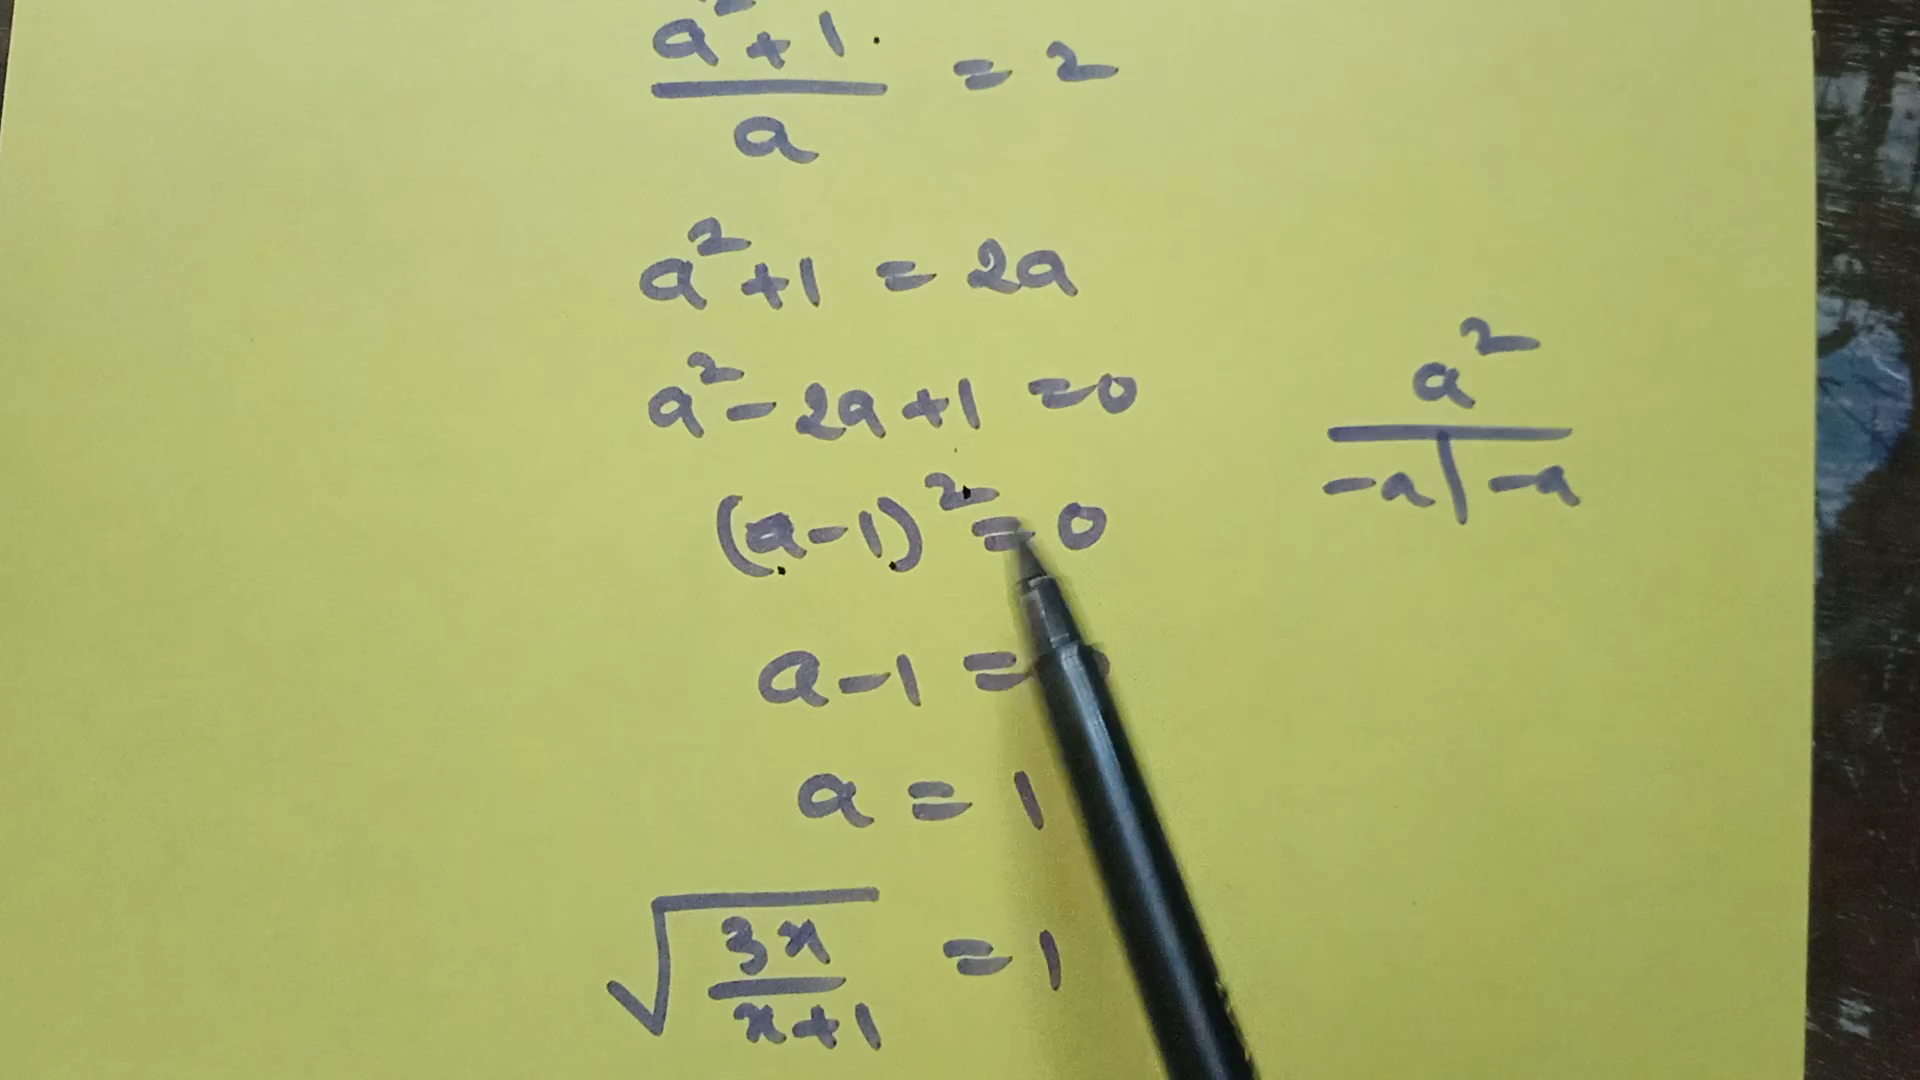 a²+1
/a = 2
a²+1 = 2a
a²-2a+1 =0
(a-1)²=0
a-1 =
a = 1
√(3x/(x+1)) =1
a²
-a | -a